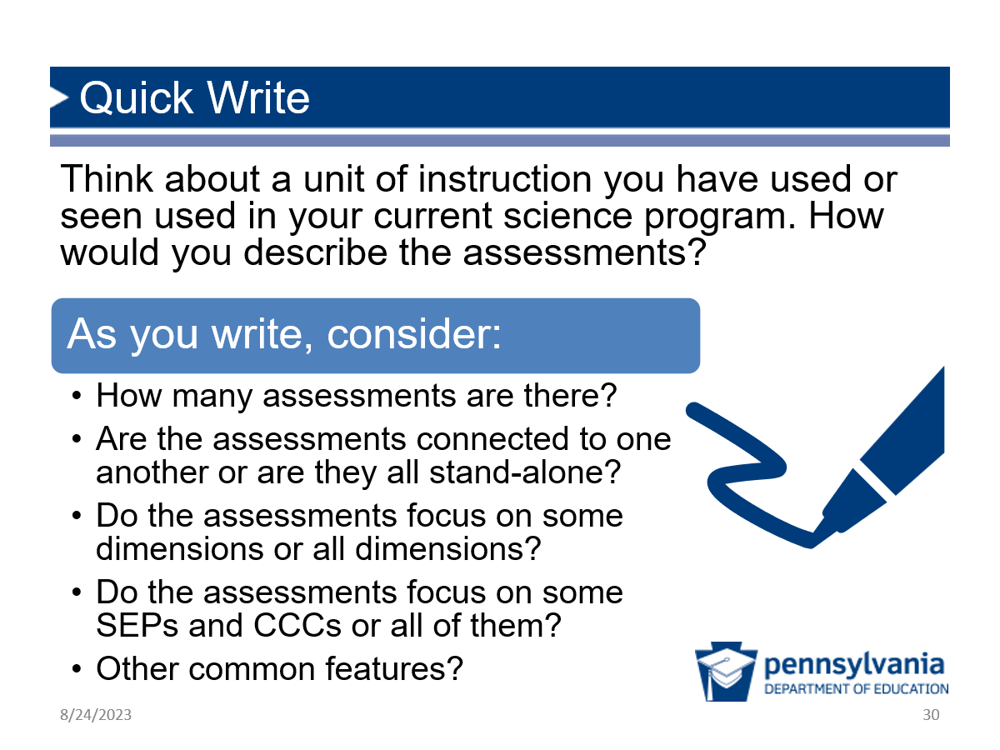 Quick Write
Think about a unit of instruction you have used or
seen used in your current science program. How
would you describe the assessments?
As you write, consider:
• How many assessments are there?
• Are the assessments connected to one
another or are they all stand-alone?
• Do the assessments focus on some
dimensions or all dimensions?
• Do the assessments focus on some
SEPs and CCCs or all of them?
• Other common features?
pennsylvania
DEPARTMENT OF EDUCATION
8/24/2023
30